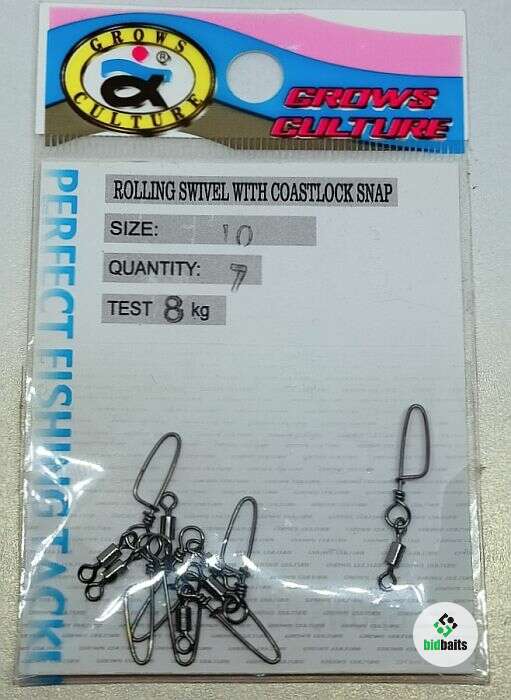 CROWS
CULTURE
®
CROWS
CULTURE
ROLLING SWIVEL WITH COASTLOCK SNAP
SIZE: 10
QUANTITY: 7
TEST 8 kg
PERFECT FISHING TACKLE
bidbaits